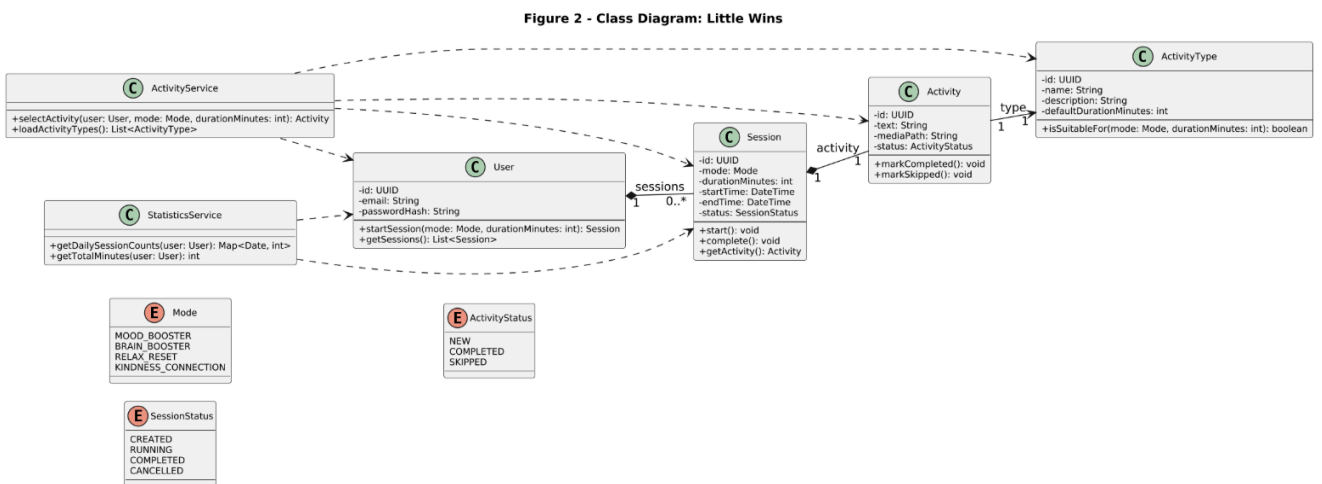 Figure 2 - Class Diagram: Little Wins
C ActivityService
+selectActivity(user: User, mode: Mode, durationMinutes: int): Activity
+loadActivityTypes(): List<ActivityType>
C ActivityType
-id: UUID
-name: String
-description: String
-defaultDurationMinutes: int
+isSuitableFor(mode: Mode, durationMinutes: int): boolean
C Activity
-id: UUID
-text: String
-mediaPath: String
-status: ActivityStatus
+markCompleted(): void
+markSkipped(): void
type
1 1
C Session
-id: UUID
-mode: Mode
-durationMinutes: int
-startTime: DateTime
-endTime: DateTime
-status: SessionStatus
+start(): void
+complete(): void
+getActivity(): Activity
activity
1 1
C User
-id: UUID
-email: String
-passwordHash: String
+startSession(mode: Mode, durationMinutes: int): Session
+getSessions(): List<Session>
sessions
1 0..*
C StatisticsService
+getDailySessionCounts(user: User): Map<Date, int>
+getTotalMinutes(user: User): int
E Mode
MOOD_BOOSTER
BRAIN_BOOSTER
RELAX_RESET
KINDNESS_CONNECTION
E ActivityStatus
NEW
COMPLETED
SKIPPED
E SessionStatus
CREATED
RUNNING
COMPLETED
CANCELLED